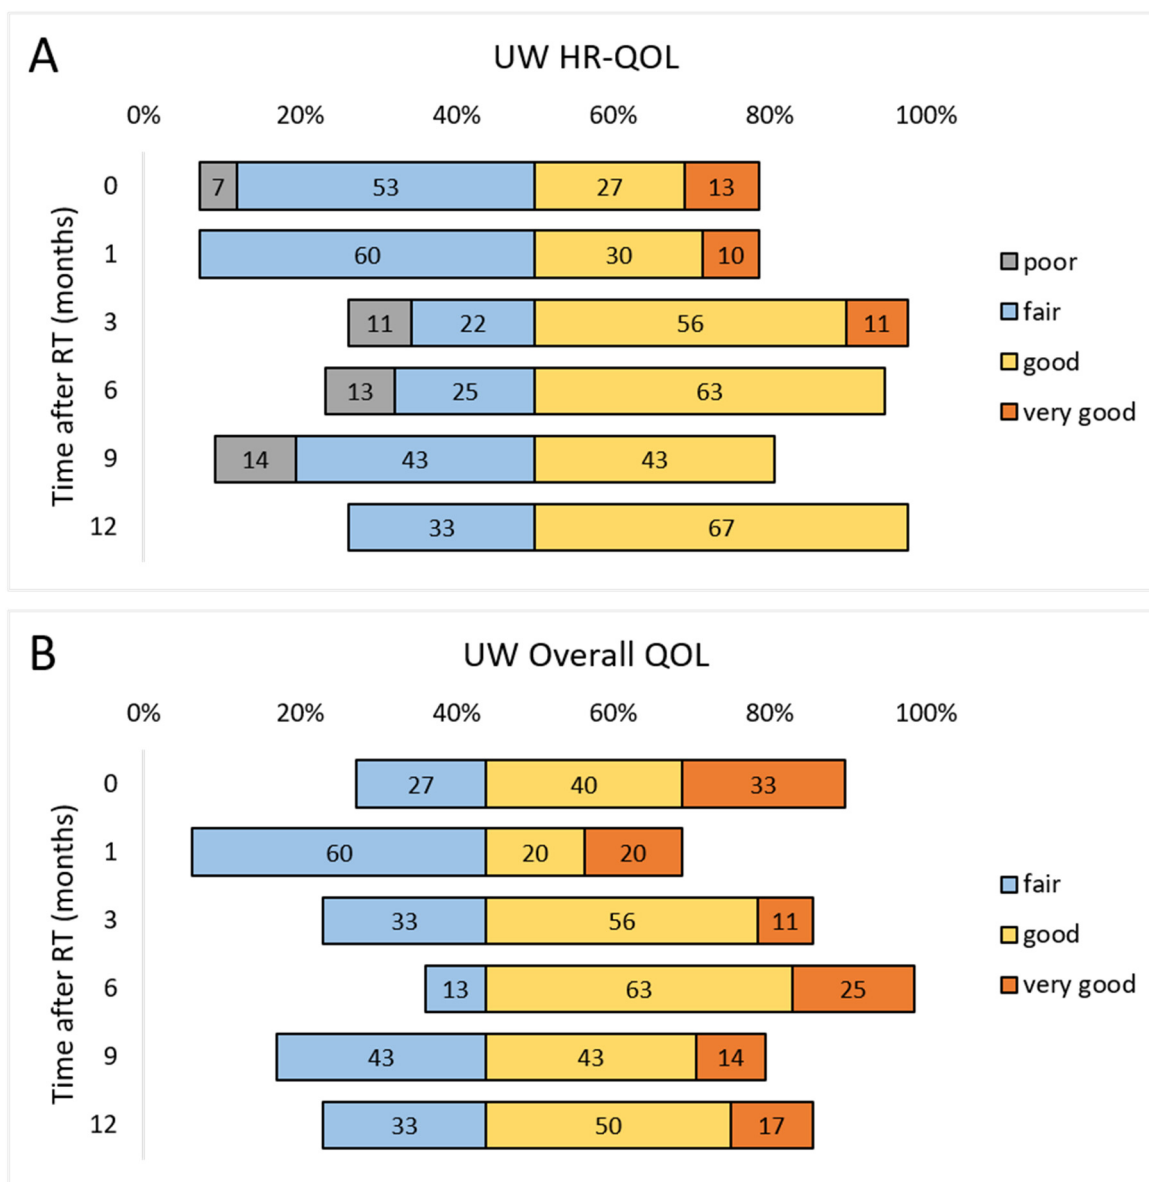 A
UW HR-QOL
0% 20% 40% 60% 80% 100%
Time after RT (months)
0 7 53 27 13
1 60 30 10
3 11 22 56 11
6 13 25 63
9 14 43 43
12 33 67
poor
fair
good
very good
B
UW Overall QOL
0% 20% 40% 60% 80% 100%
Time after RT (months)
0 27 40 33
1 60 20 20
3 33 56 11
6 13 63 25
9 43 43 14
12 33 50 17
fair
good
very good